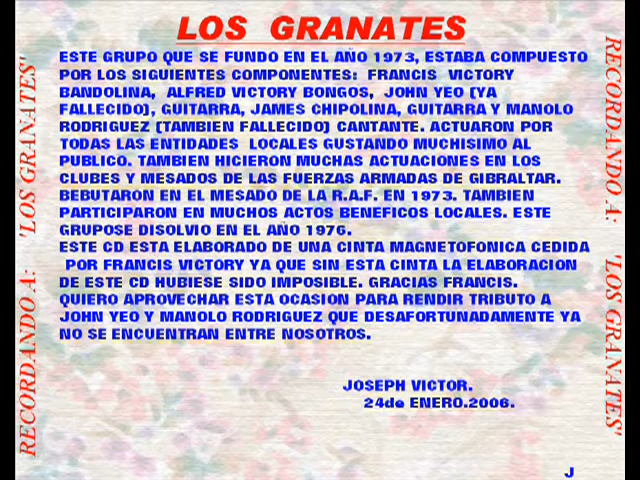 LOS GRANATES
ESTE GRUPO QUE SE FUNDO EN EL AÑO 1973, ESTABA COMPUESTO
POR LOS SIGUIENTES COMPONENTES: FRANCIS VICTORY
BANDOLINA, ALFRED VICTORY BONGOS, JOHN YEO (YA
FALLECIDO), GUITARRA, JAMES CHIPOLINA, GUITARRA Y MANOLO
RODRIGUEZ (TAMBIEN FALLECIDO) CANTANTE. ACTUARON POR
TODAS LAS ENTIDADES LOCALES GUSTANDO MUCHISIMO AL
PUBLICO. TAMBIEN HICIERON MUCHAS ACTUACIONES EN LOS
CLUBES Y MESADOS DE LAS FUERZAS ARMADAS DE GIBRALTAR.
BEBUTARON EN EL MESADO DE LA R.A.F. EN 1973. TAMBIEN
PARTICIPARON EN MUCHOS ACTOS BENEFICOS LOCALES. ESTE
GRUPOSE DISOLVIO EN EL AÑO 1976.
ESTE CD ESTA ELABORADO DE UNA CINTA MAGNETOFONICA CEDIDA
POR FRANCIS VICTORY YA QUE SIN ESTA CINTA LA ELABORACION
DE ESTE CD HUBIESE SIDO IMPOSIBLE. GRACIAS FRANCIS.
QUIERO APROVECHAR ESTA OCASION PARA RENDIR TRIBUTO A
JOHN YEO Y MANOLO RODRIGUEZ QUE DESAFORTUNADAMENTE YA
NO SE ENCUENTRAN ENTRE NOSOTROS.
JOSEPH VICTOR.
24de ENERO.2006.
J
RECORDANDO A: 'LOS GRANATES'
RECORDANDO A: 'LOS GRANATES'